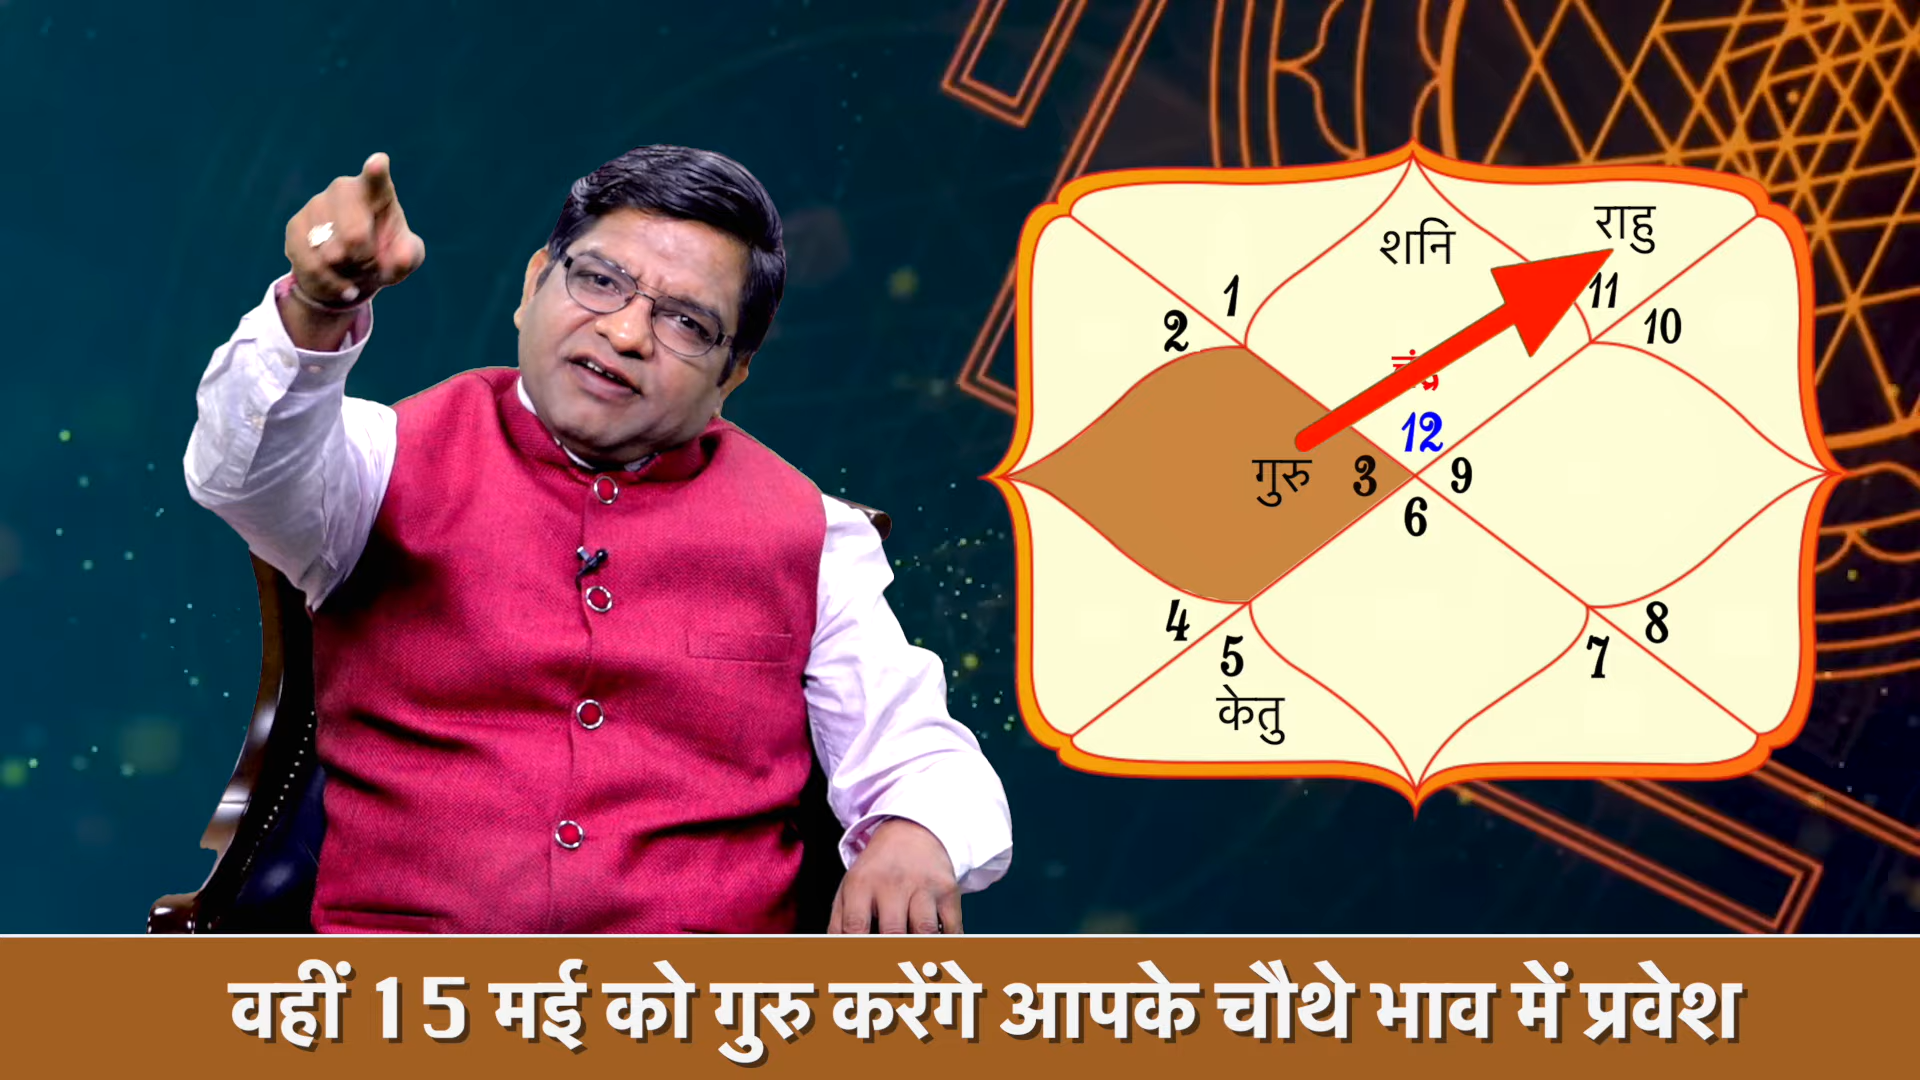 राहु
शनि
1
11
2
10
12
गुरु 3
9
6
4
8
5
7
केतु
वहीं 15 मई को गुरु करेंगे आपके चौथे भाव में प्रवेश